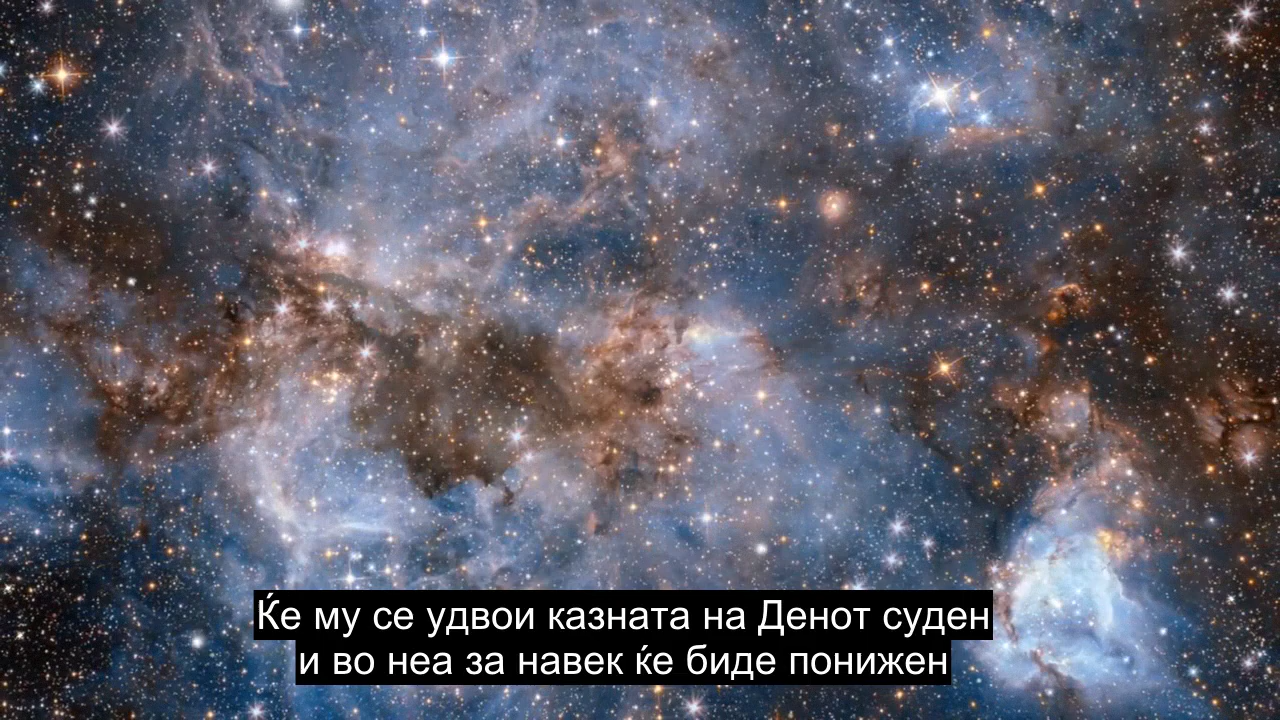 Ќе му се удвои казната на Денот суден
и во неа за навек ќе биде понижен